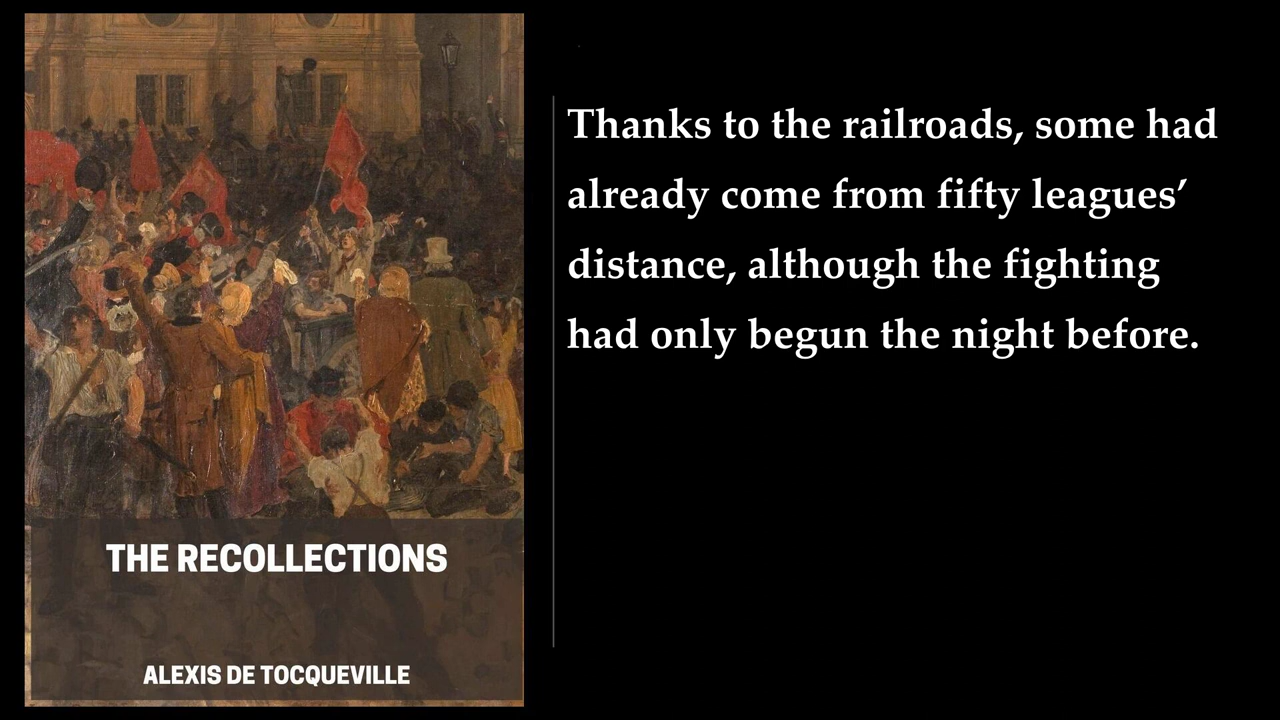 THE RECOLLECTIONS
ALEXIS DE TOCQUEVILLE
Thanks to the railroads, some had
already come from fifty leagues’
distance, although the fighting
had only begun the night before.